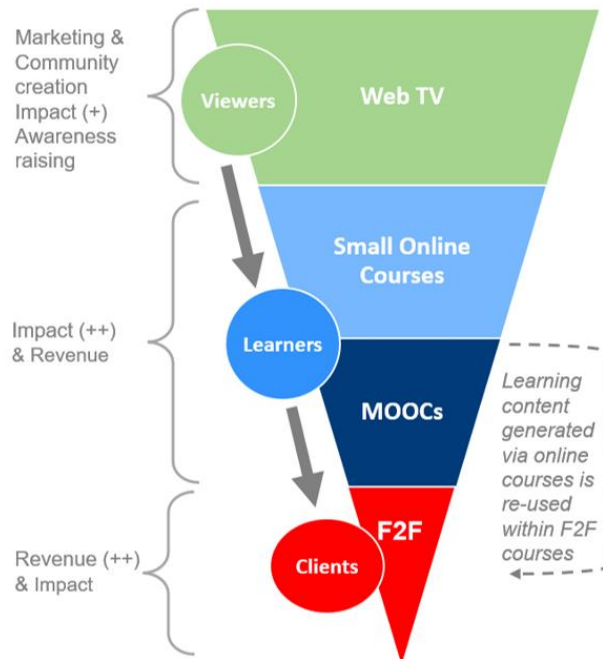 Marketing &
Community
creation
Impact (+)
Awareness
raising
Viewers
Web TV
Small Online
Courses
Impact (++)
& Revenue
Learners
MOOCs
Learning
content
generated
via online
courses is
re-used
within F2F
courses
F2F
Revenue (++)
& Impact
Clients